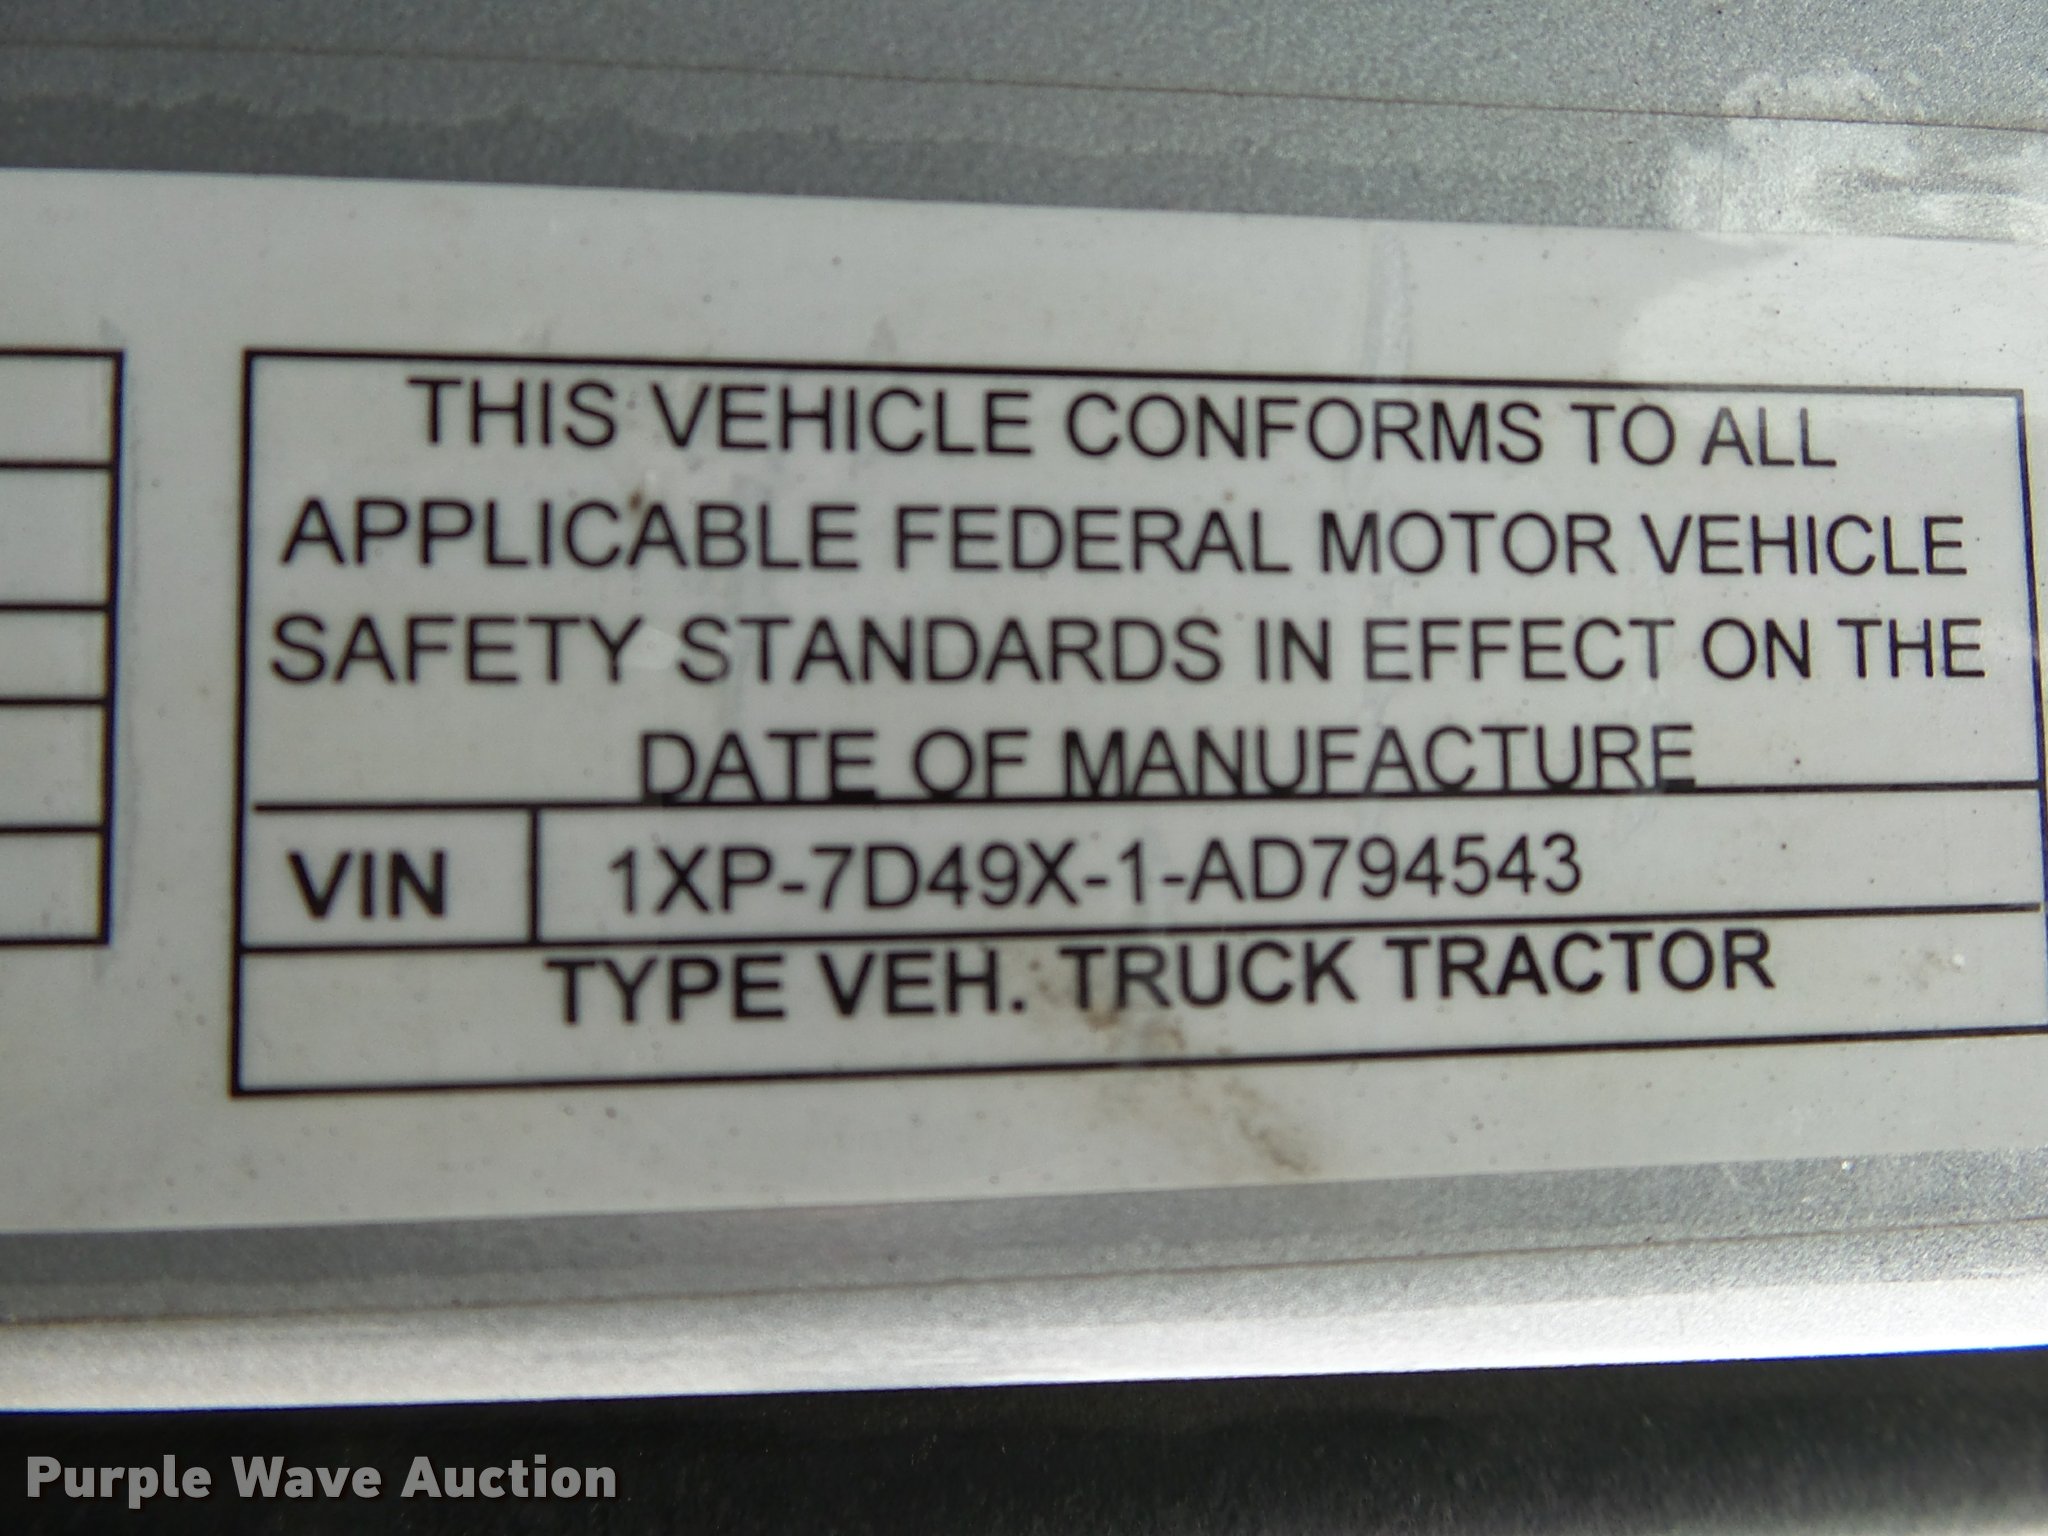 THIS VEHICLE CONFORMS TO ALL
APPLICABLE FEDERAL MOTOR VEHICLE
SAFETY STANDARDS IN EFFECT ON THE
DATE OF MANUFACTURE
VIN 1XP-7D49X-1-AD794543
TYPE VEH. TRUCK TRACTOR
Purple Wave Auction